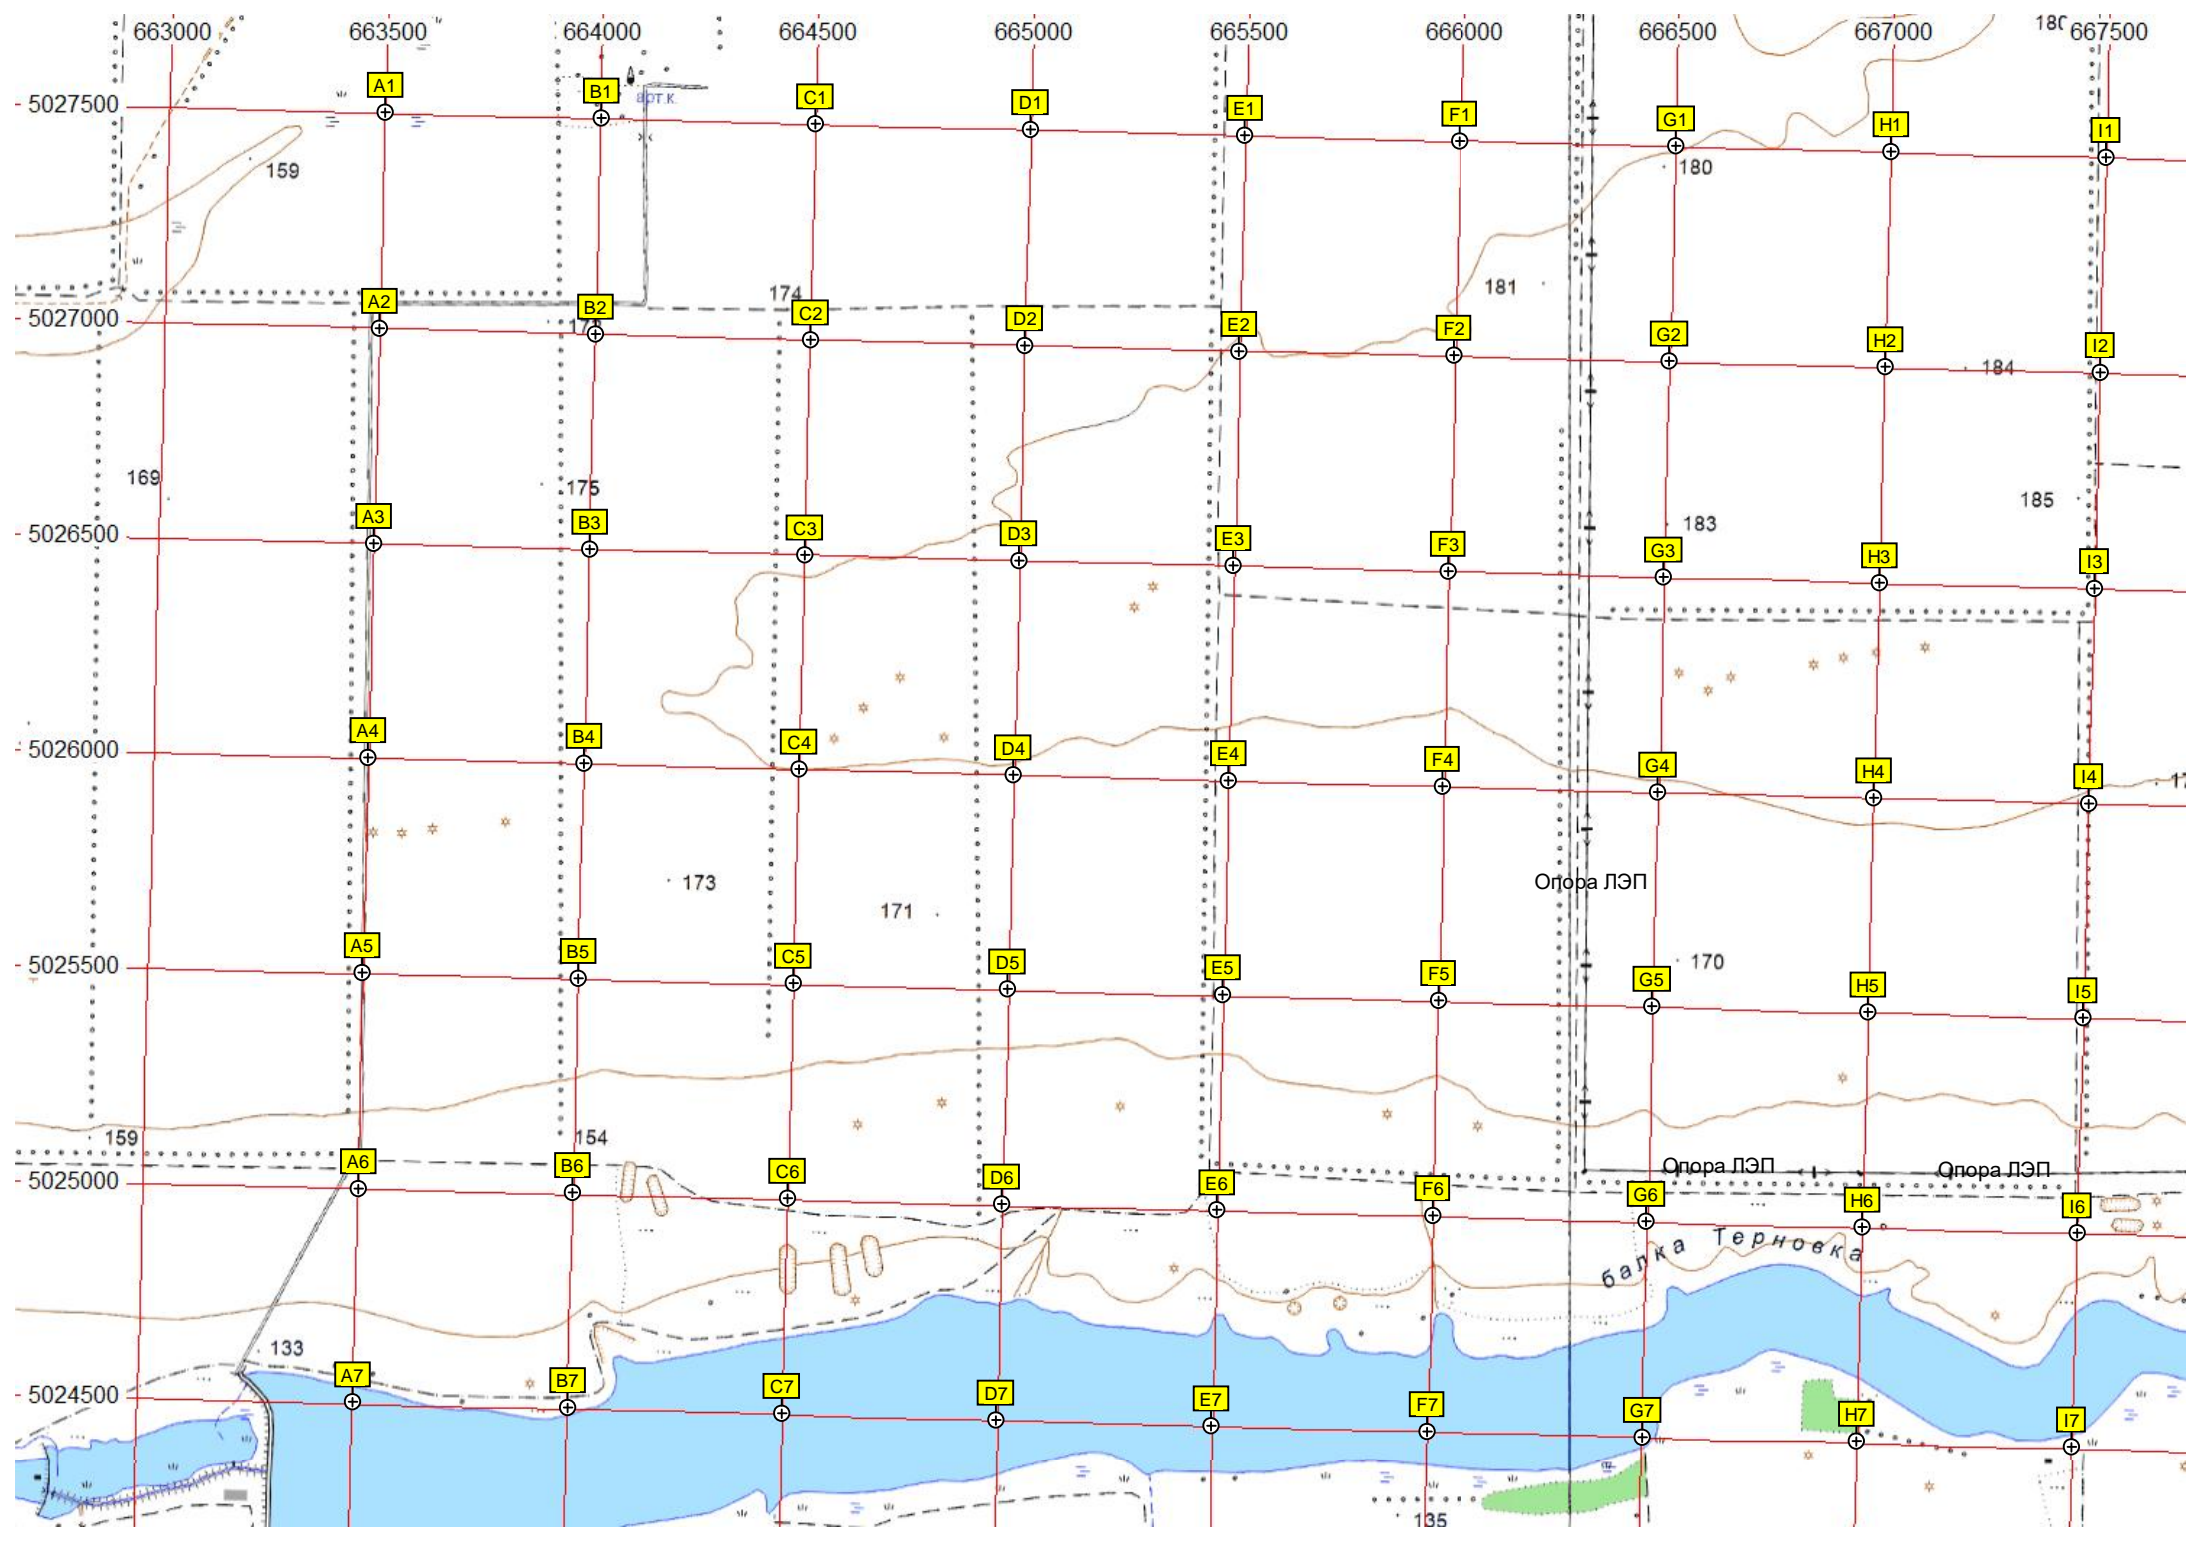 663000 663500 664000 664500 665000 665500 666000 666500 667000 667500
5027500 A1 B1 C1 D1 E1 F1 G1 H1 I1
арт.к.
159 180
181
174
5027000 A2 B2 C2 D2 E2 F2 G2 H2 I2
184
169 175 185
183
5026500 A3 B3 C3 D3 E3 F3 G3 H3 I3
5026000 A4 B4 C4 D4 E4 F4 G4 H4 I4
173 Опора ЛЭП
171
170
5025500 A5 B5 C5 D5 E5 F5 G5 H5 I5
159 154
Опора ЛЭП Опора ЛЭП
5025000 A6 B6 C6 D6 E6 F6 G6 H6 I6
балка Терновка
133
5024500 A7 B7 C7 D7 E7 F7 G7 H7 I7
135